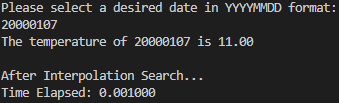 Please select a desired date in YYYYMMDD format:
20000107
The temperature of 20000107 is 11.00

After Interpolation Search...
Time Elapsed: 0.001000